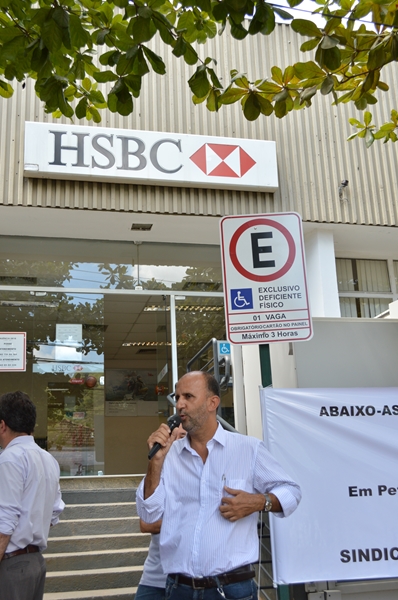 HSBC
E
EXCLUSIVO
DEFICIENTE
FÍSICO
01 VAGA
OBRIGATÓRIO CARTÃO NO PAINEL
Máximo 3 Horas
ABAIXO-AS
Em Pe
SINDIC